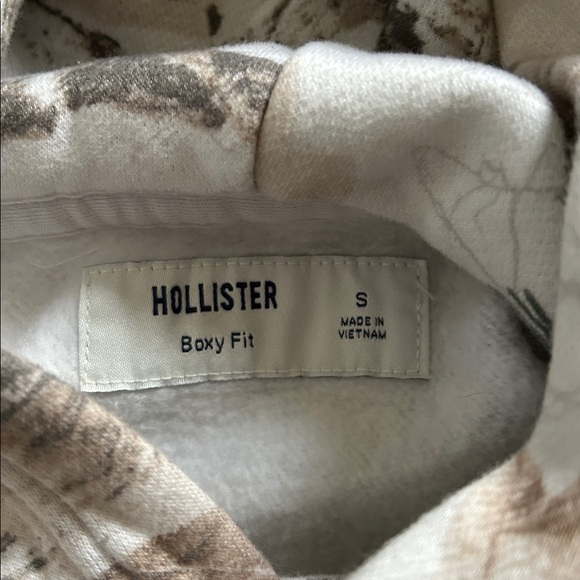 HOLLISTER
Boxy Fit
S
MADE IN
VIETNAM